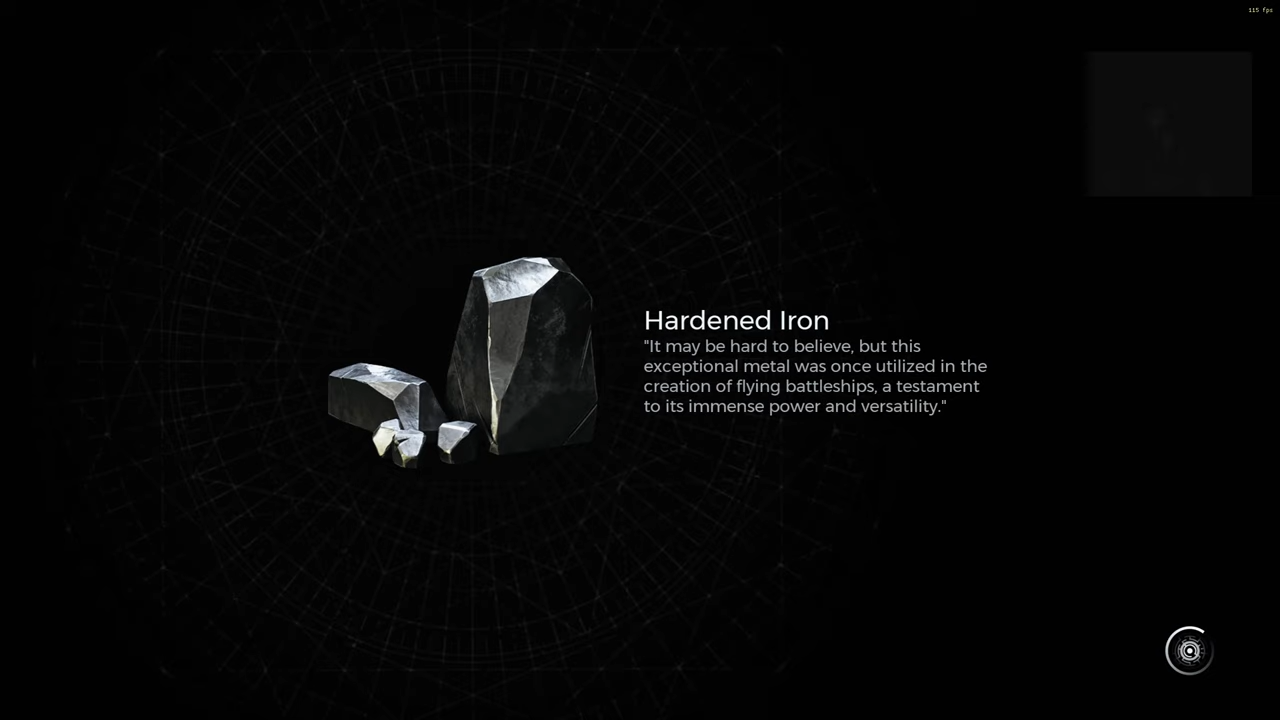 115 fps
Hardened Iron
"It may be hard to believe, but this
exceptional metal was once utilized in the
creation of flying battleships, a testament
to its immense power and versatility."